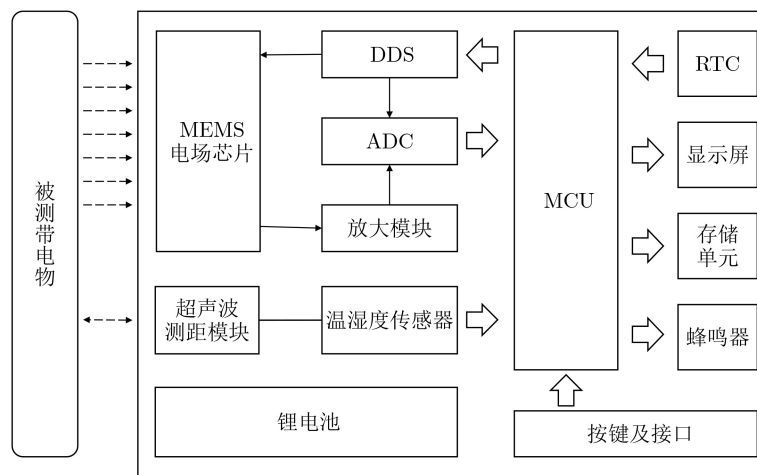 被测带电物
MEMS
电场芯片
DDS
ADC
放大模块
超声波
测距模块
温湿度传感器
锂电池
MCU
RTC
显示屏
存储
单元
蜂鸣器
按键及接口